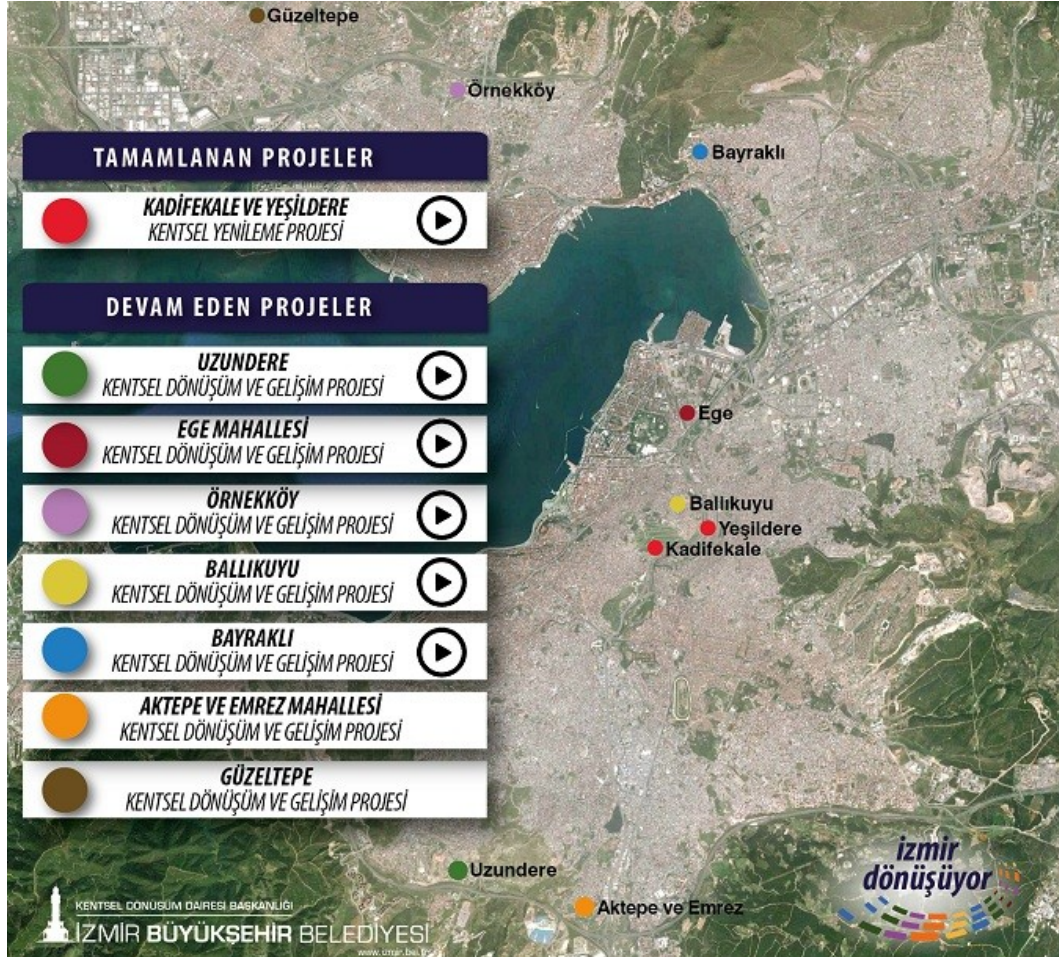 Güzeltepe
Örnekköy
Bayraklı
TAMAMLANAN PROJELER
KADİFEKALE VE YEŞİLDERE
KENTSEL YENİLEME PROJESİ
DEVAM EDEN PROJELER
UZUNDERE
KENTSEL DÖNÜŞÜM VE GELİŞİM PROJESİ
EGE MAHALLESİ
KENTSEL DÖNÜŞÜM VE GELİŞİM PROJESİ
ÖRNEKKÖY
KENTSEL DÖNÜŞÜM VE GELİŞİM PROJESİ
BALLIKUYU
KENTSEL DÖNÜŞÜM VE GELİŞİM PROJESİ
BAYRAKLI
KENTSEL DÖNÜŞÜM VE GELİŞİM PROJESİ
AKTEPE VE EMREZ MAHALLESİ
KENTSEL DÖNÜŞÜM VE GELİŞİM PROJESİ
GÜZELTEPE
KENTSEL DÖNÜŞÜM VE GELİŞİM PROJESİ
Ege
Ballıkuyu
Yeşildere
Kadifekale
Uzundere
Aktepe ve Emrez
izmir
dönüşüyor
KENTSEL DÖNÜŞÜM DAİRESİ BAŞKANLIĞI
İZMİR BÜYÜKŞEHİR BELEDİYESİ
www.izmir.bel.tr